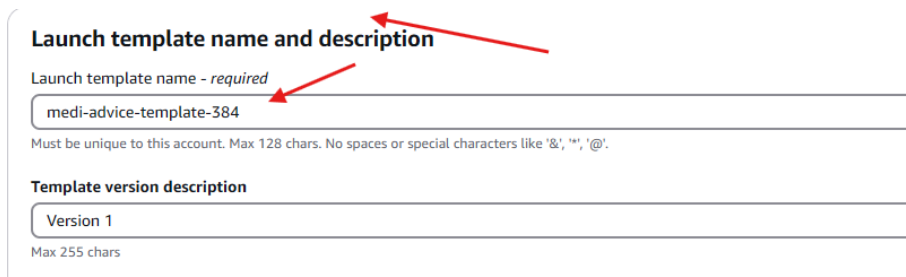 Launch template name and description
Launch template name - required
medi-advice-template-384
Must be unique to this account. Max 128 chars. No spaces or special characters like '&', '*', '@'.
Template version description
Version 1
Max 255 chars